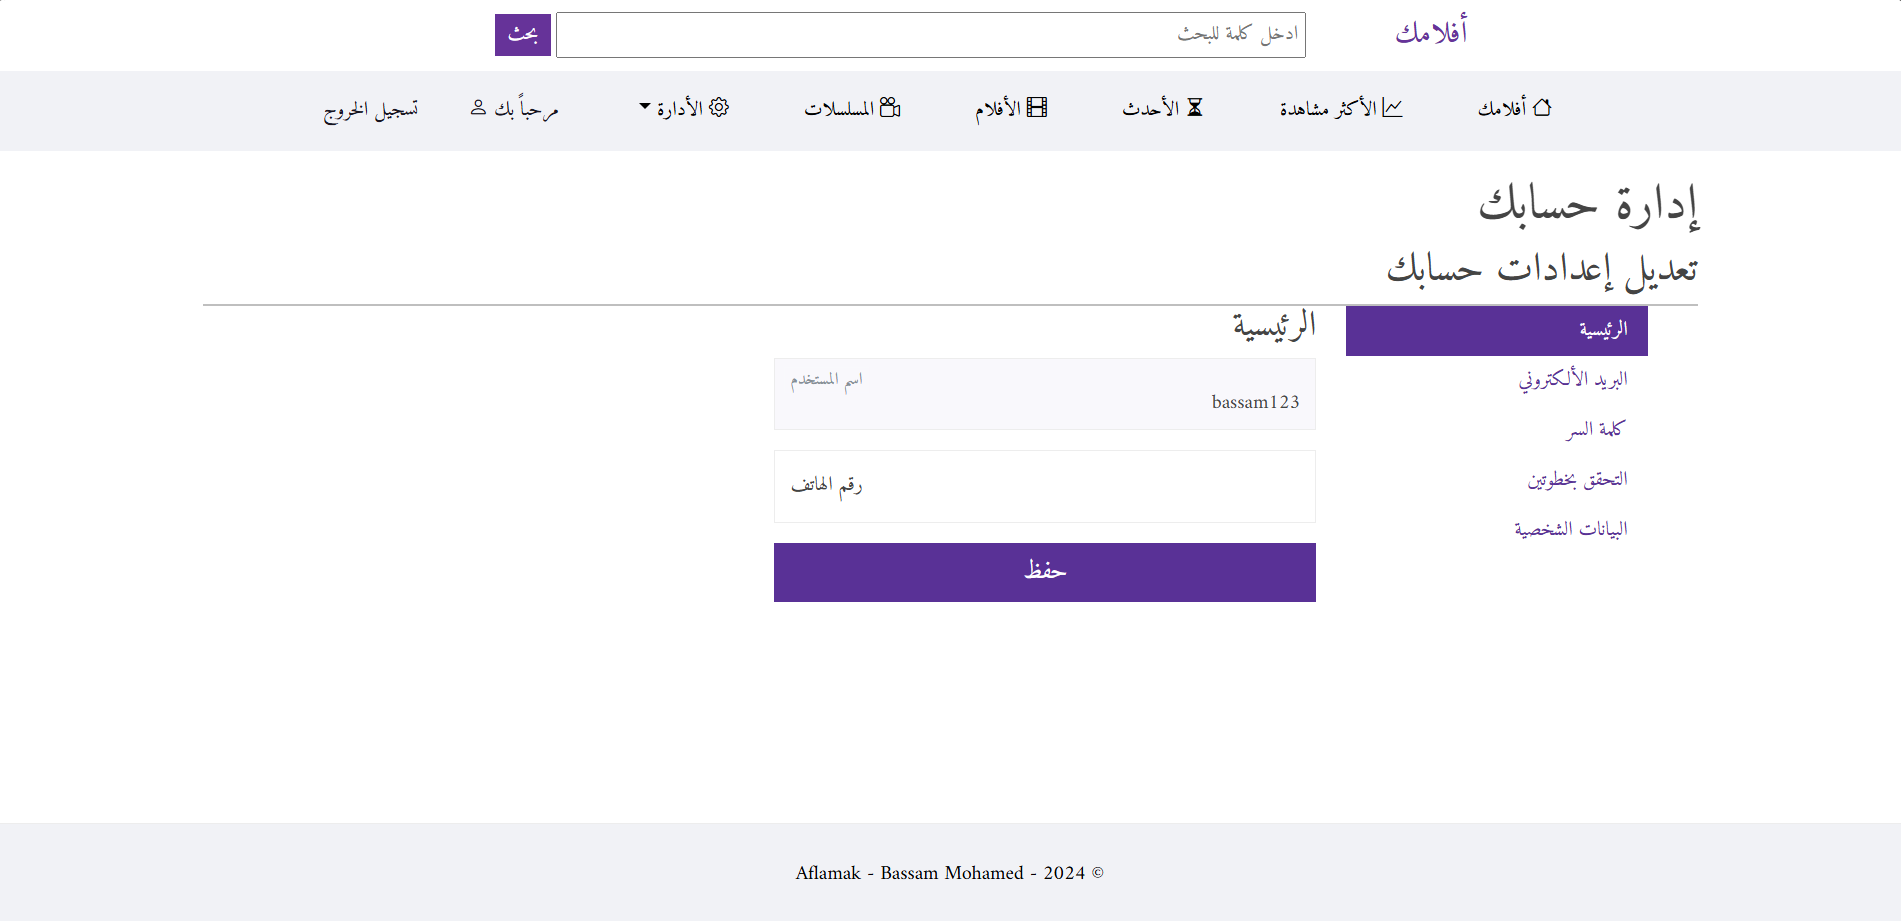 أفلامك
ادخل كلمة للبحث
بحث
أفلامك
الأكثر مشاهدة
الأحدث
الأفلام
المسلسلات
الأدارة
مرحباً بك
تسجيل الخروج
إدارة حسابك
تعديل إعدادات حسابك
الرئيسية
البريد الألكتروني
كلمة السر
التحقق بخطوتين
البيانات الشخصية
الرئيسية
اسم المستخدم
bassam123
رقم الهاتف
حفظ
Aflamak - Bassam Mohamed - 2024 ©